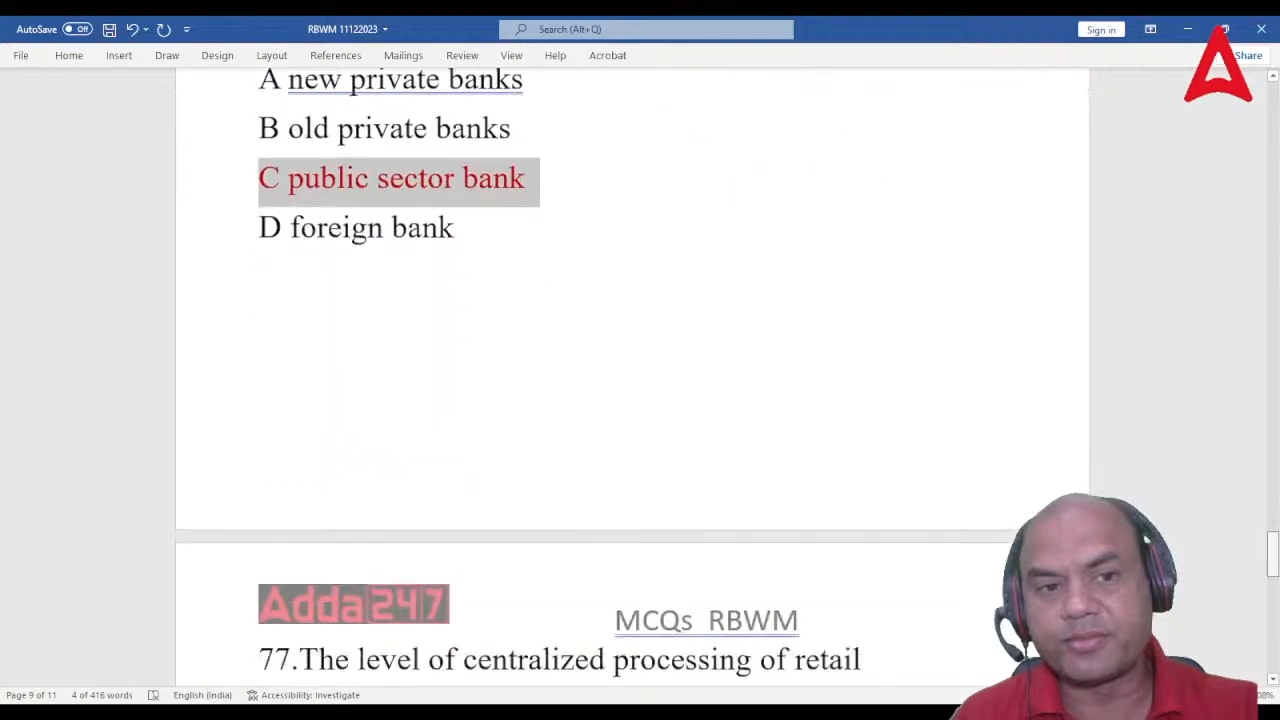 AutoSave Off RBWM 11122023 Search (Alt+Q) Sign in
File Home Insert Draw Design Layout References Mailings Review View Help Acrobat Share
A new private banks
B old private banks
C public sector bank
D foreign bank
Adda247
MCQs RBWM
77.The level of centralized processing of retail
Page 9 of 11 4 of 416 words English (India) Accessibility: Investigate